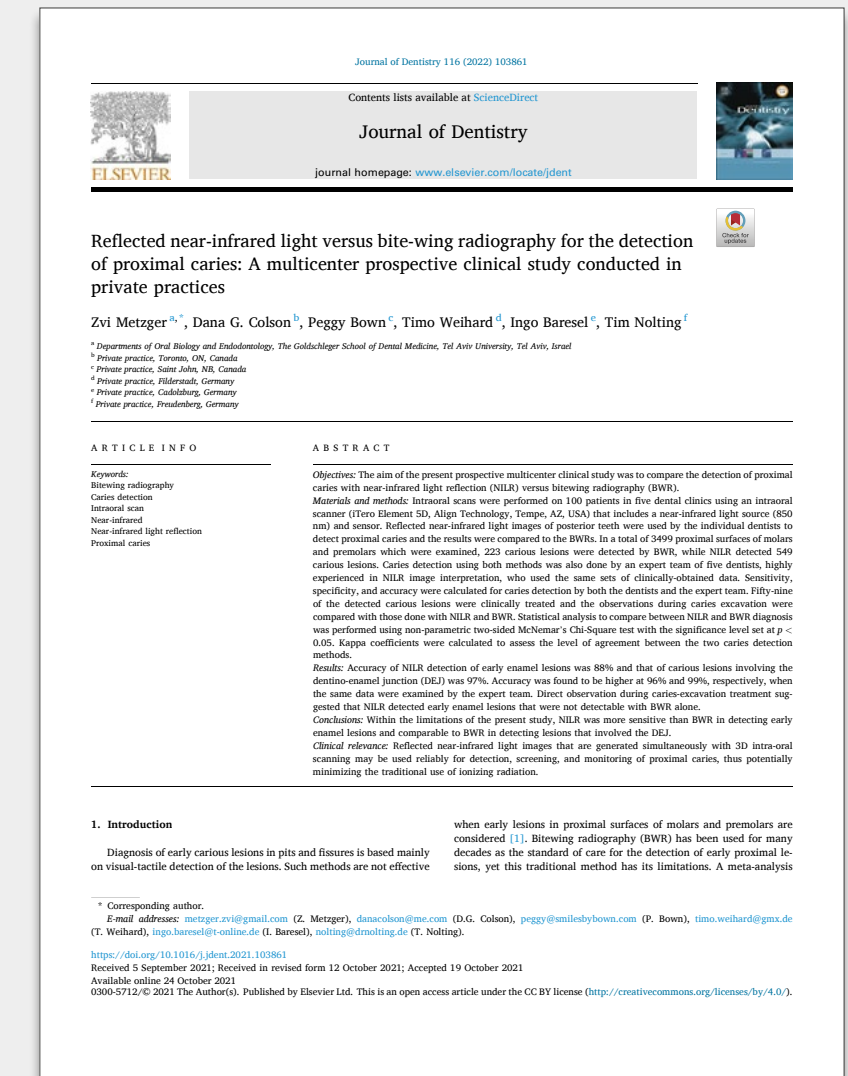 Journal of Dentistry 116 (2022) 103861
Contents lists available at ScienceDirect
Journal of Dentistry
journal homepage: www.elsevier.com/locate/jdent
ELSEVIER
Dentistry
Check for
updates
Reflected near-infrared light versus bite-wing radiography for the detection
of proximal caries: A multicenter prospective clinical study conducted in
private practices
Zvi Metzger a,*, Dana G. Colson b, Peggy Bown c, Timo Weihard d, Ingo Baresel e, Tim Nolting f
a Departments of Oral Biology and Endodontology, The Goldschleger School of Dental Medicine, Tel Aviv University, Tel Aviv, Israel
b Private practice, Toronto, ON, Canada
c Private practice, Saint John, NB, Canada
d Private practice, Filderstadt, Germany
e Private practice, Cadolzburg, Germany
f Private practice, Freudenberg, Germany
ARTICLE INFO
Keywords:
Bitewing radiography
Caries detection
Intraoral scan
Near-infrared
Near-infrared light reflection
Proximal caries
ABSTRACT
Objectives: The aim of the present prospective multicenter clinical study was to compare the detection of proximal
caries with near-infrared light reflection (NILR) versus bitewing radiography (BWR).
Materials and methods: Intraoral scans were performed on 100 patients in five dental clinics using an intraoral
scanner (iTero Element 5D, Align Technology, Tempe, AZ, USA) that includes a near-infrared light source (850
nm) and sensor. Reflected near-infrared light images of posterior teeth were used by the individual dentists to
detect proximal caries and the results were compared to the BWRs. In a total of 3499 proximal surfaces of molars
and premolars which were examined, 223 carious lesions were detected by BWR, while NILR detected 549
carious lesions. Caries detection using both methods was also done by an expert team of five dentists, highly
experienced in NILR image interpretation, who used the same sets of clinically-obtained data. Sensitivity,
specificity, and accuracy were calculated for caries detection by both the dentists and the expert team. Fifty-nine
of the detected carious lesions were clinically treated and the observations during caries excavation were
compared with those done with NILR and BWR. Statistical analysis to compare between NILR and BWR diagnosis
was performed using non-parametric two-sided McNemar's Chi-Square test with the significance level set at p <
0.05. Kappa coefficients were calculated to assess the level of agreement between the two caries detection
methods.
Results: Accuracy of NILR detection of early enamel lesions was 88% and that of carious lesions involving the
dentino-enamel junction (DEJ) was 97%. Accuracy was found to be higher at 96% and 99%, respectively, when
the same data were examined by the expert team. Direct observation during caries-excavation treatment sug-
gested that NILR detected early enamel lesions that were not detectable with BWR alone.
Conclusions: Within the limitations of the present study, NILR was more sensitive than BWR in detecting early
enamel lesions and comparable to BWR in detecting lesions that involved the DEJ.
Clinical relevance: Reflected near-infrared light images that are generated simultaneously with 3D intra-oral
scanning may be used reliably for detection, screening, and monitoring of proximal caries, thus potentially
minimizing the traditional use of ionizing radiation.
1. Introduction
Diagnosis of early carious lesions in pits and fissures is based mainly
on visual-tactile detection of the lesions. Such methods are not effective
when early lesions in proximal surfaces of molars and premolars are
considered [1]. Bitewing radiography (BWR) has been used for many
decades as the standard of care for the detection of early proximal le-
sions, yet this traditional method has its limitations. A meta-analysis
* Corresponding author.
E-mail addresses: metzger.zvi@gmail.com (Z. Metzger), danacolson@me.com (D.G. Colson), peggy@smilesbybown.com (P. Bown), timo.weihard@gmx.de
(T. Weihard), ingo.baresel@t-online.de (I. Baresel), nolting@drnolting.de (T. Nolting).
https://doi.org/10.1016/j.jdent.2021.103861
Received 5 September 2021; Received in revised form 12 October 2021; Accepted 19 October 2021
Available online 24 October 2021
0300-5712/© 2021 The Author(s). Published by Elsevier Ltd. This is an open access article under the CC BY license (http://creativecommons.org/licenses/by/4.0/).